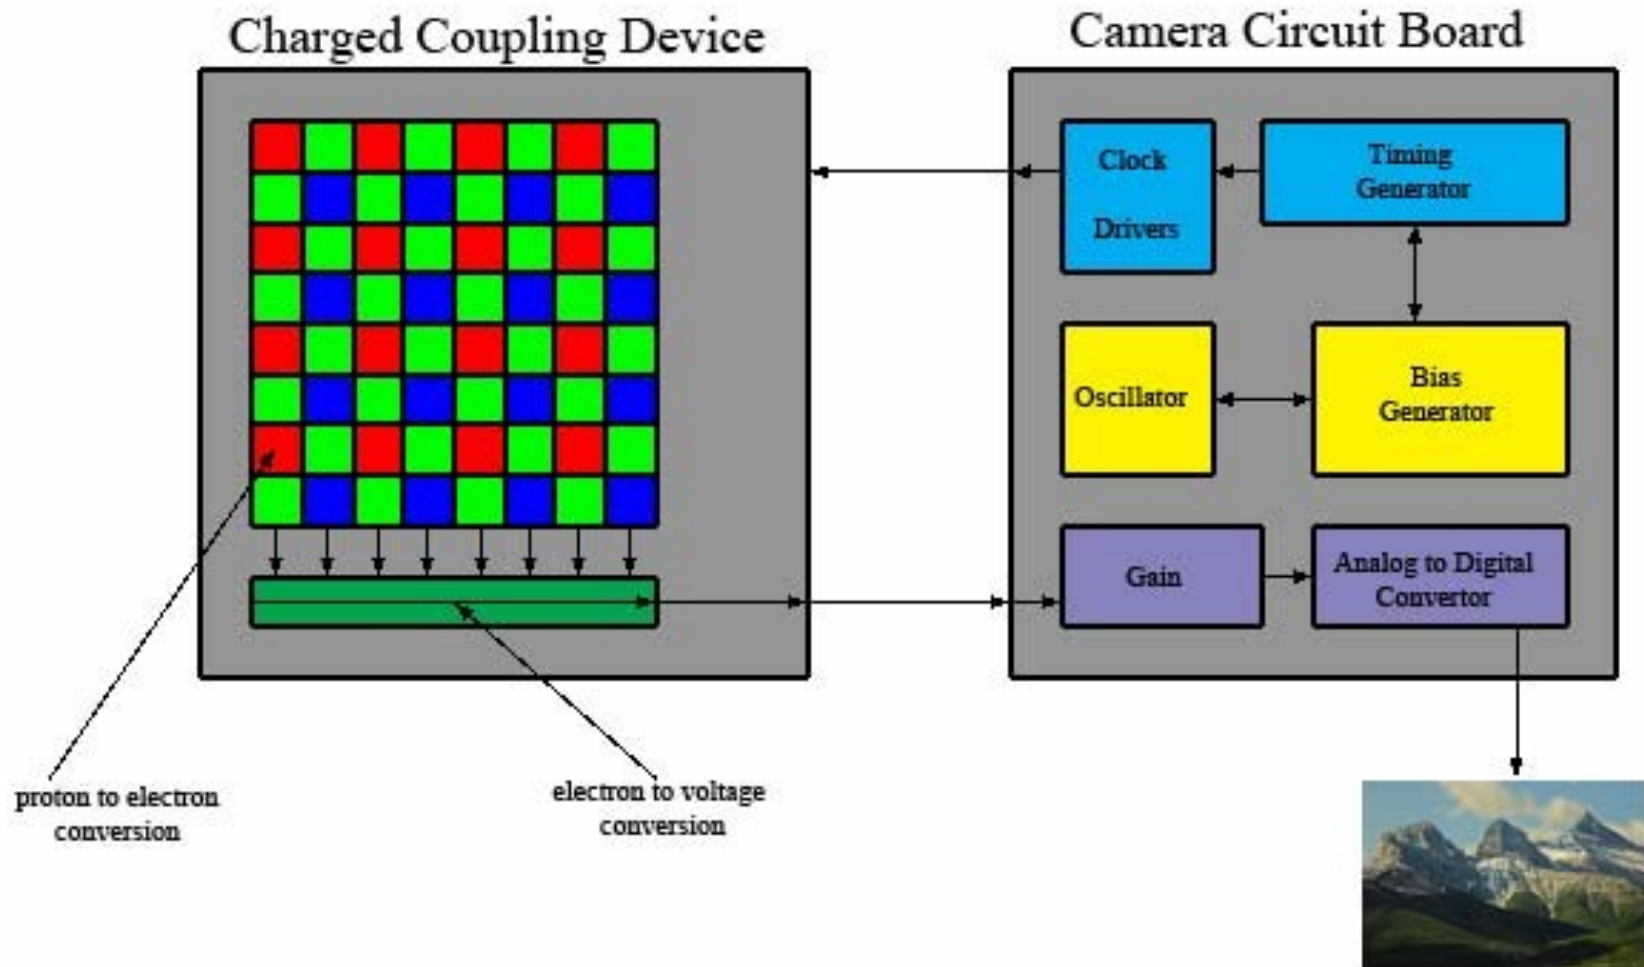 Charged Coupling Device
Camera Circuit Board
Clock
Drivers
Timing
Generator
Oscillator
Bias
Generator
Gain
Analog to Digital
Convertor
proton to electron
conversion
electron to voltage
conversion